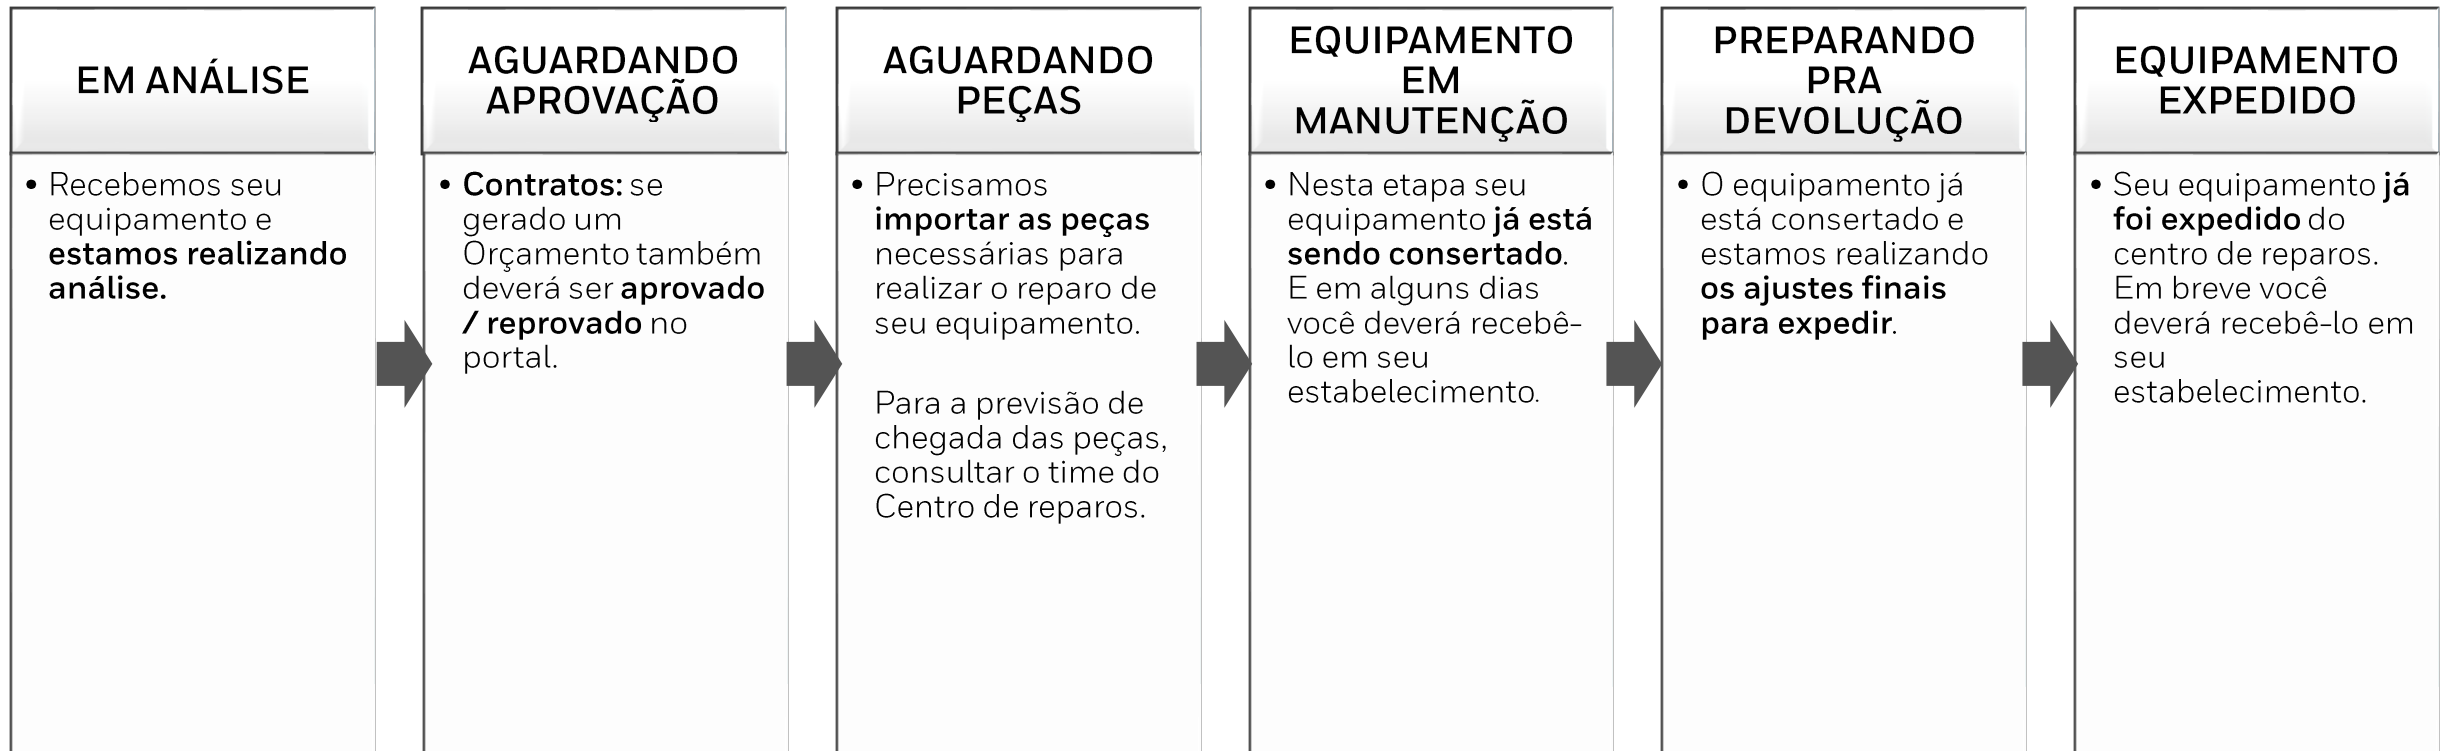 EM ANÁLISE
• Recebemos seu
equipamento e
estamos realizando
análise.
AGUARDANDO
APROVAÇÃO
• Contratos: se
gerado um
Orçamento também
deverá ser aprovado
/ reprovado no
portal.
AGUARDANDO
PEÇAS
• Precisamos
importar as peças
necessárias para
realizar o reparo de
seu equipamento.
Para a previsão de
chegada das peças,
consultar o time do
Centro de reparos.
EQUIPAMENTO
EM
MANUTENÇÃO
• Nesta etapa seu
equipamento já está
sendo consertado.
E em alguns dias
você deverá recebê-
lo em seu
estabelecimento.
PREPARANDO
PRA
DEVOLUÇÃO
• O equipamento já
está consertado e
estamos realizando
os ajustes finais
para expedir.
EQUIPAMENTO
EXPEDIDO
• Seu equipamento já
foi expedido do
centro de reparos.
Em breve você
deverá recebê-lo em
seu
estabelecimento.